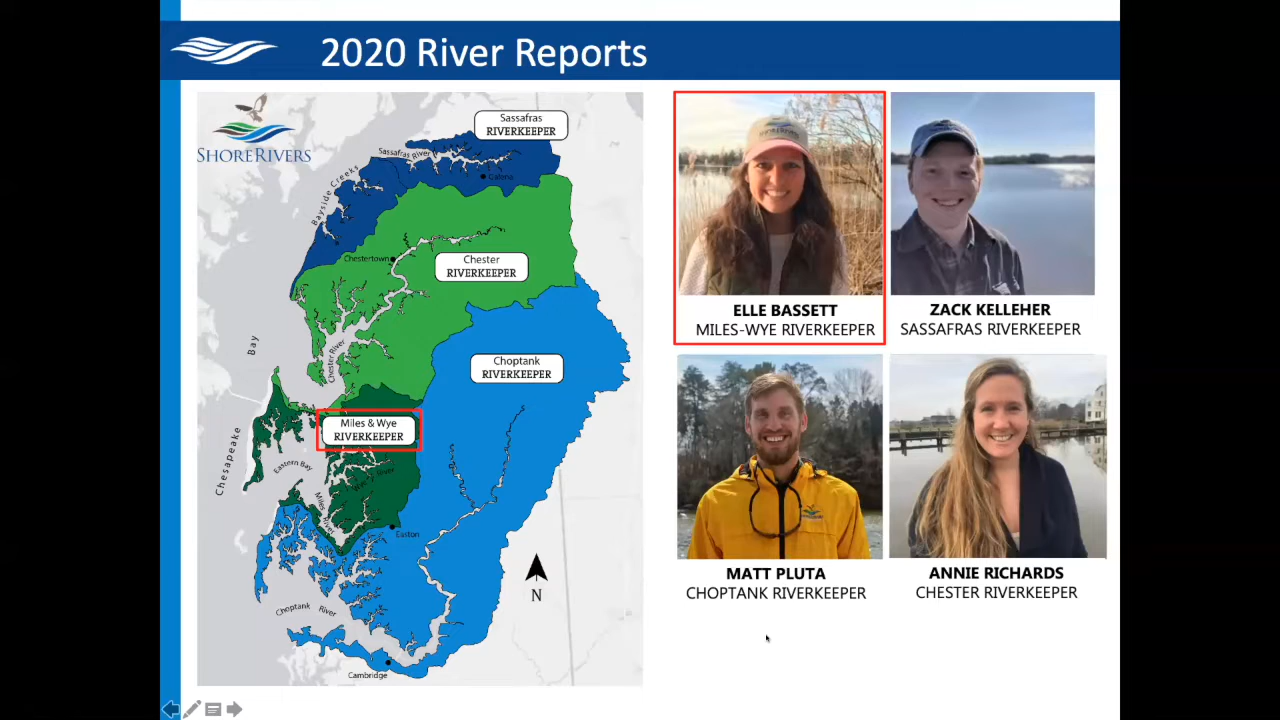 2020 River Reports
SHORERIVERS
Sassafras
RIVERKEEPER
Sassafras River
Galena
Bayside Creeks
Chestertown
Chester
RIVERKEEPER
Chester River
Bay
Chesapeake
Choptank
RIVERKEEPER
Miles & Wye
RIVERKEEPER
Eastern Bay
Wye River
Miles River
Easton
N
Choptank River
Cambridge
ELLE BASSETT
MILES-WYE RIVERKEEPER
ZACK KELLEHER
SASSAFRAS RIVERKEEPER
MATT PLUTA
CHOPTANK RIVERKEEPER
ANNIE RICHARDS
CHESTER RIVERKEEPER